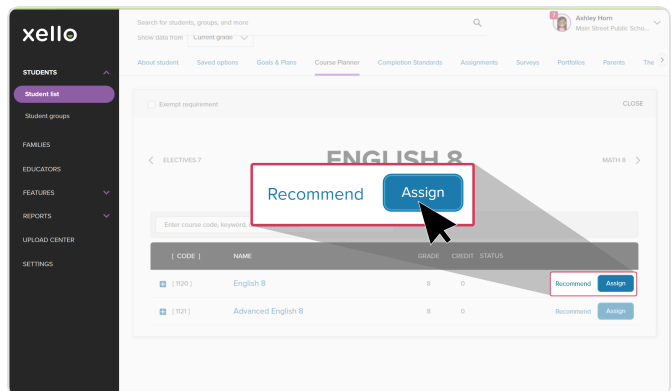 xello
Search for students, groups, and more
1
Ashley Horn
Main Street Public Scho...
Show data from Current grade
About student Saved options Goals & Plans Course Planner Completion Standards Assignments Surveys Portfolios Parents The
STUDENTS
Student list
Student groups
FAMILIES
EDUCATORS
FEATURES
REPORTS
UPLOAD CENTER
SETTINGS
Exempt requirement CLOSE
ELECTIVES 7 ENGLISH 8 MATH 8
Recommend Assign
Enter course code, keyword,
[ CODE ] NAME GRADE CREDIT STATUS
[ 1120 ] English 8 8 0 Recommend Assign
[ 1121 ] Advanced English 8 8 0 Recommend Assign